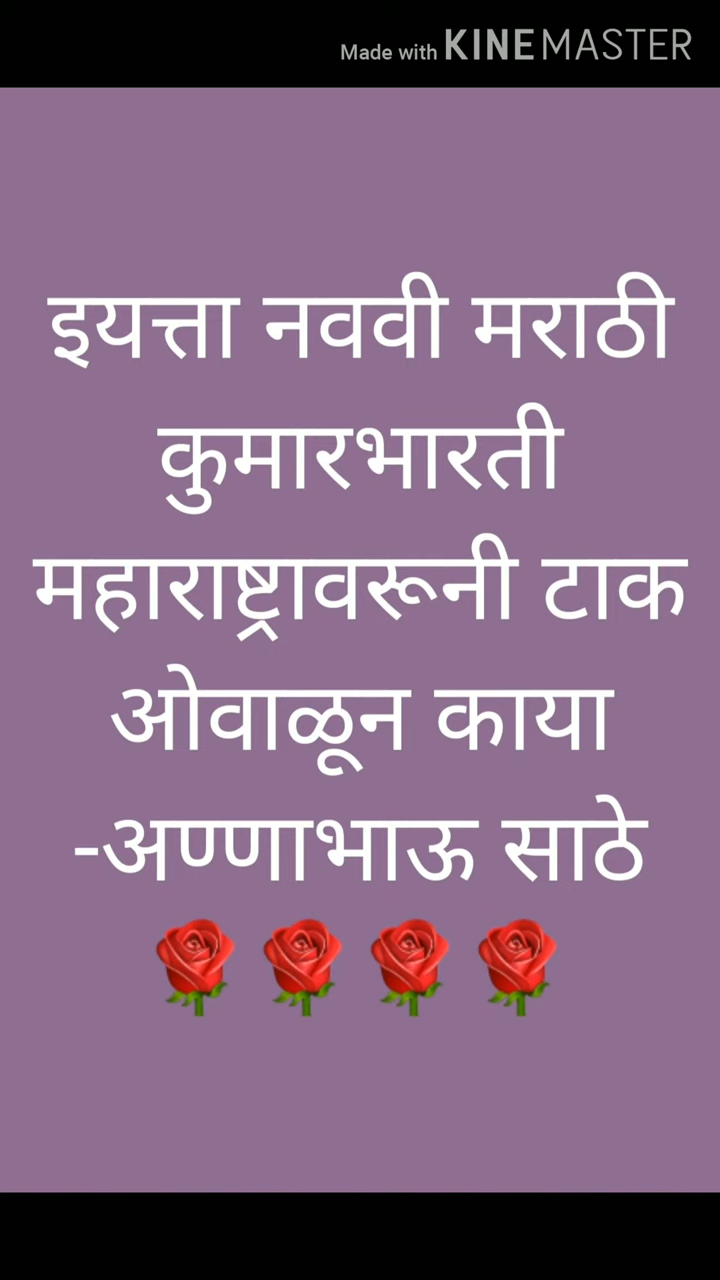 Made with KINEMASTER
इयत्ता नववी मराठी
कुमारभारती
महाराष्ट्रावरूनी टाक
ओवाळून काया
-अण्णाभाऊ साठे